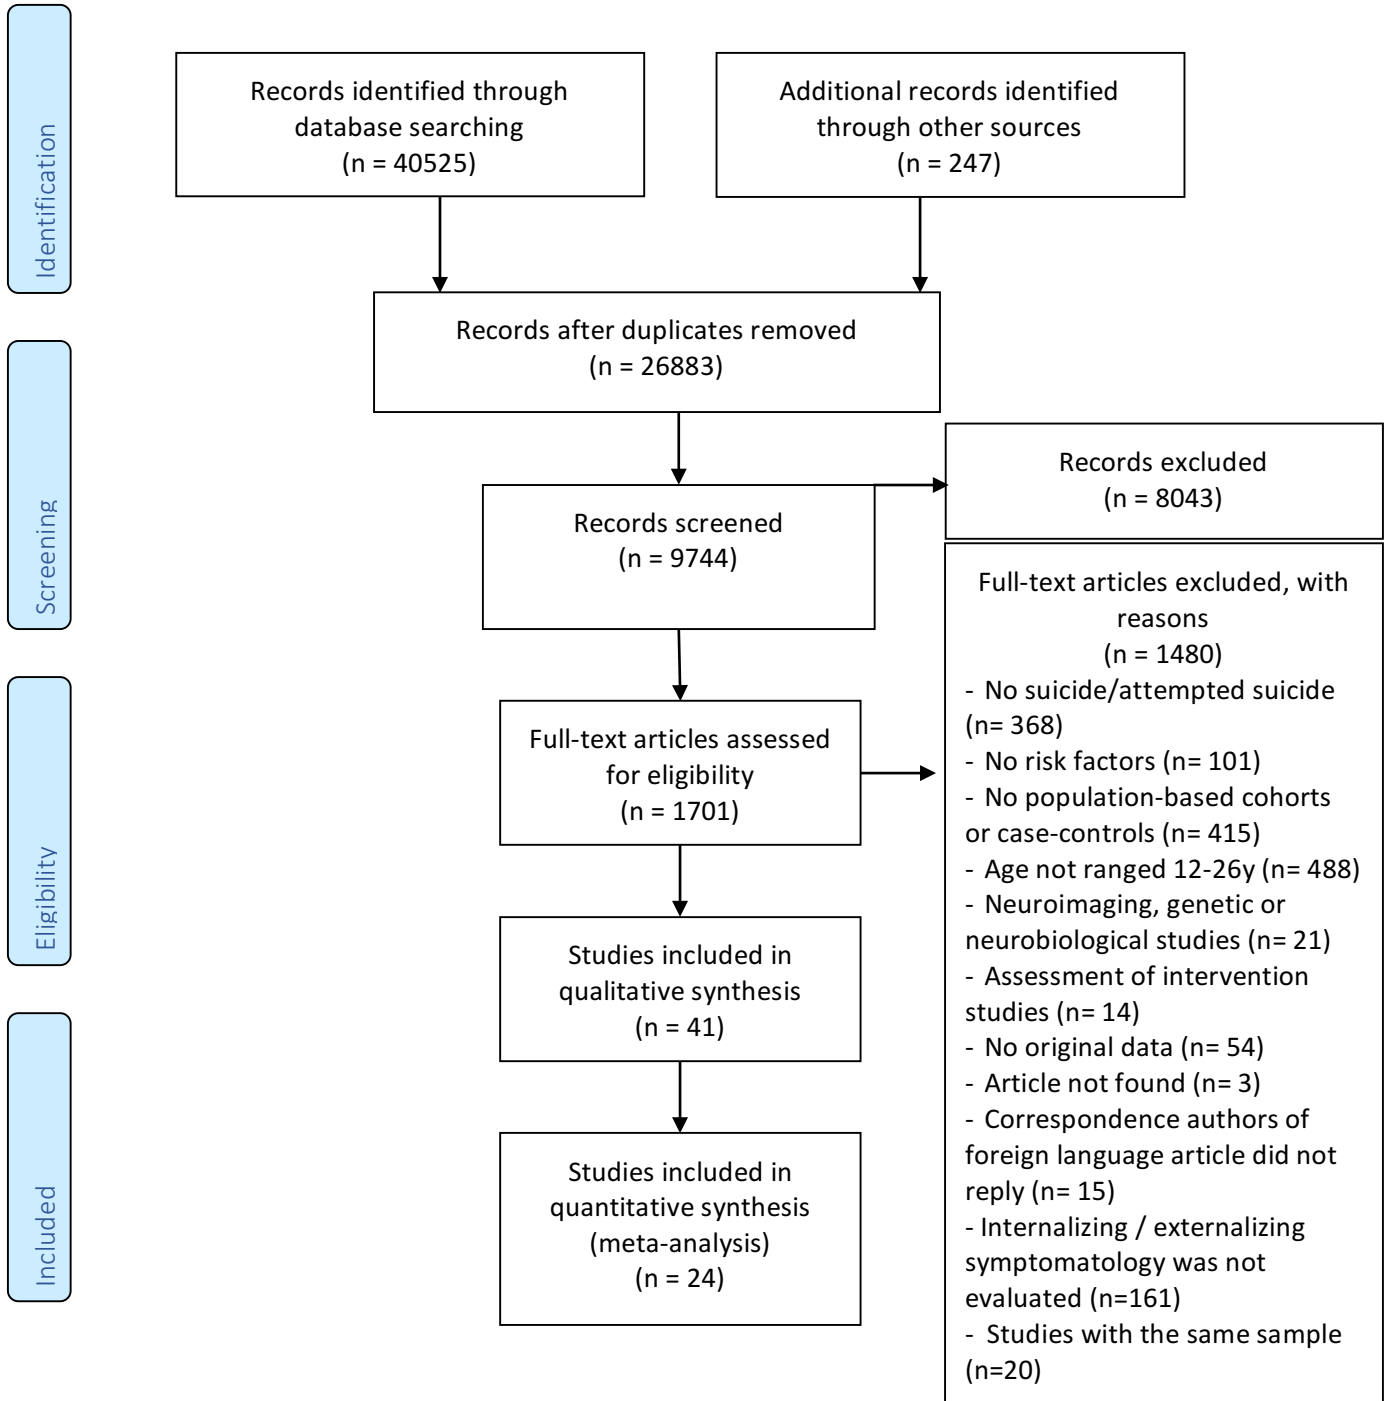 Identification
Records identified through
database searching
(n = 40525)
Additional records identified
through other sources
(n = 247)
Records after duplicates removed
(n = 26883)
Screening
Records screened
(n = 9744)
Records excluded
(n = 8043)
Eligibility
Full-text articles assessed
for eligibility
(n = 1701)
Full-text articles excluded, with
reasons
(n = 1480)
- No suicide/attempted suicide
(n= 368)
- No risk factors (n= 101)
- No population-based cohorts
or case-controls (n= 415)
- Age not ranged 12-26y (n= 488)
- Neuroimaging, genetic or
neurobiological studies (n= 21)
- Assessment of intervention
studies (n= 14)
- No original data (n= 54)
- Article not found (n= 3)
- Correspondence authors of
foreign language article did not
reply (n= 15)
- Internalizing / externalizing
symptomatology was not
evaluated (n=161)
- Studies with the same sample
(n=20)
Studies included in
qualitative synthesis
(n = 41)
Included
Studies included in
quantitative synthesis
(meta-analysis)
(n = 24)